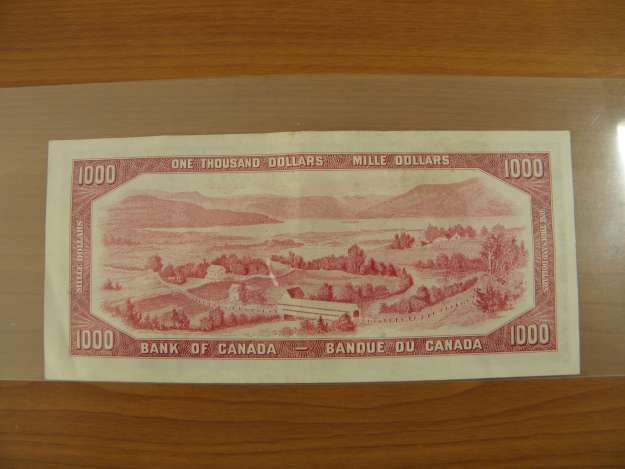 ONE THOUSAND DOLLARS MILLE DOLLARS
1000 1000
MILLE DOLLARS
ONE THOUSAND DOLLARS
1000 1000
BANK OF CANADA — BANQUE DU CANADA